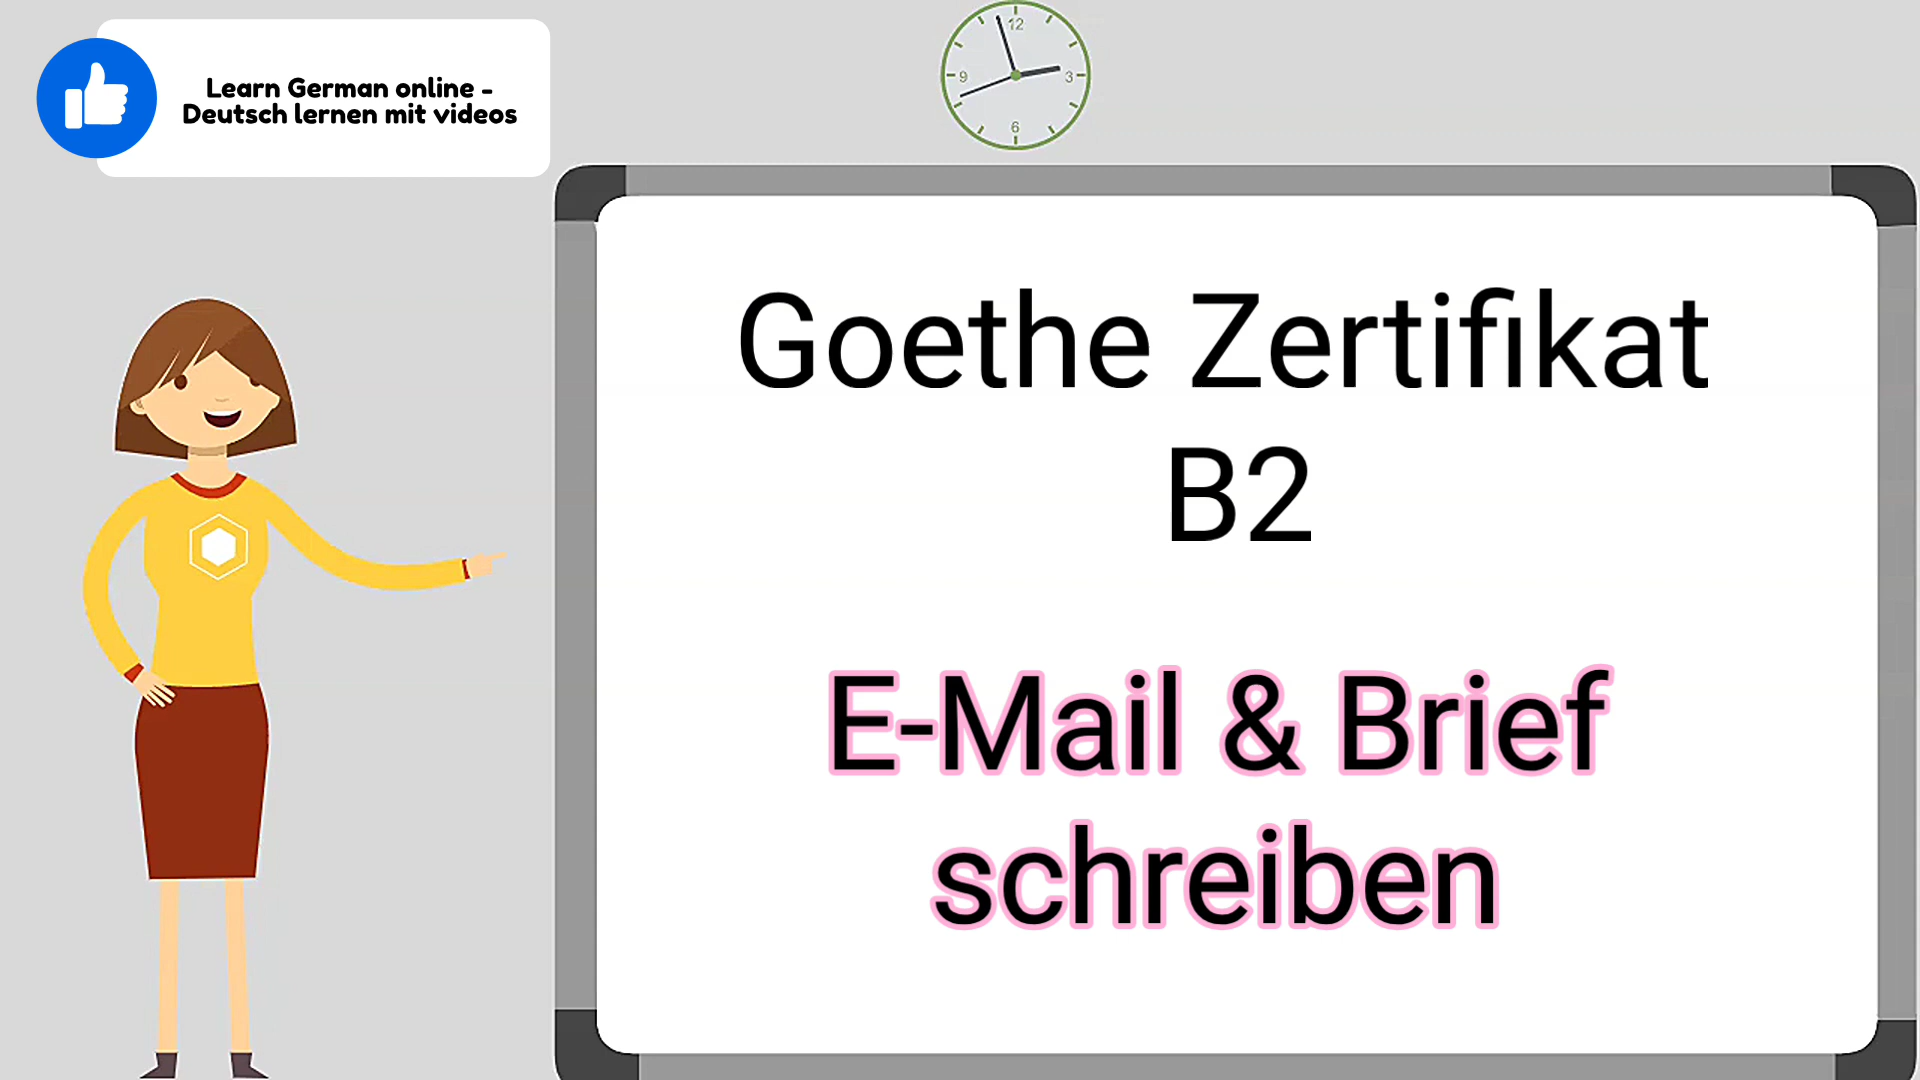 Learn German online -
Deutsch lernen mit videos
12
9
3
6
Goethe Zertifikat
B2
E-Mail & Brief
schreiben